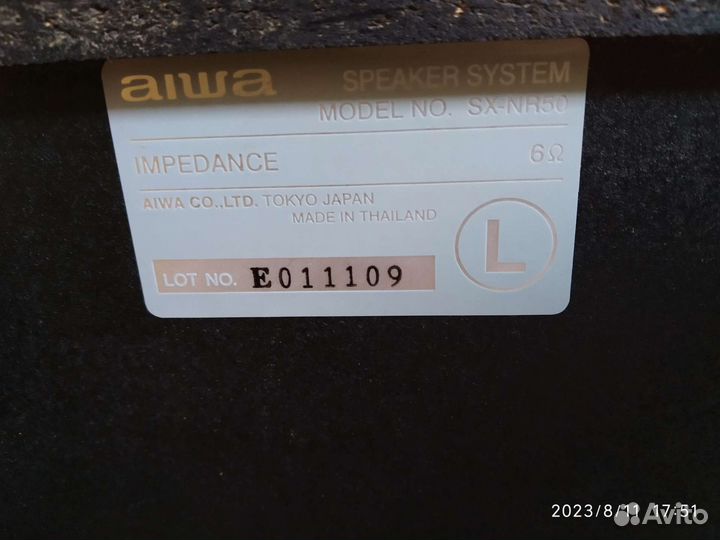 aiwa SPEAKER SYSTEM
MODEL NO. SX-NR50
IMPEDANCE 6Ω
AIWA CO.,LTD. TOKYO JAPAN
MADE IN THAILAND
L
LOT NO. E011109
2023/8/11 17:51
Avito